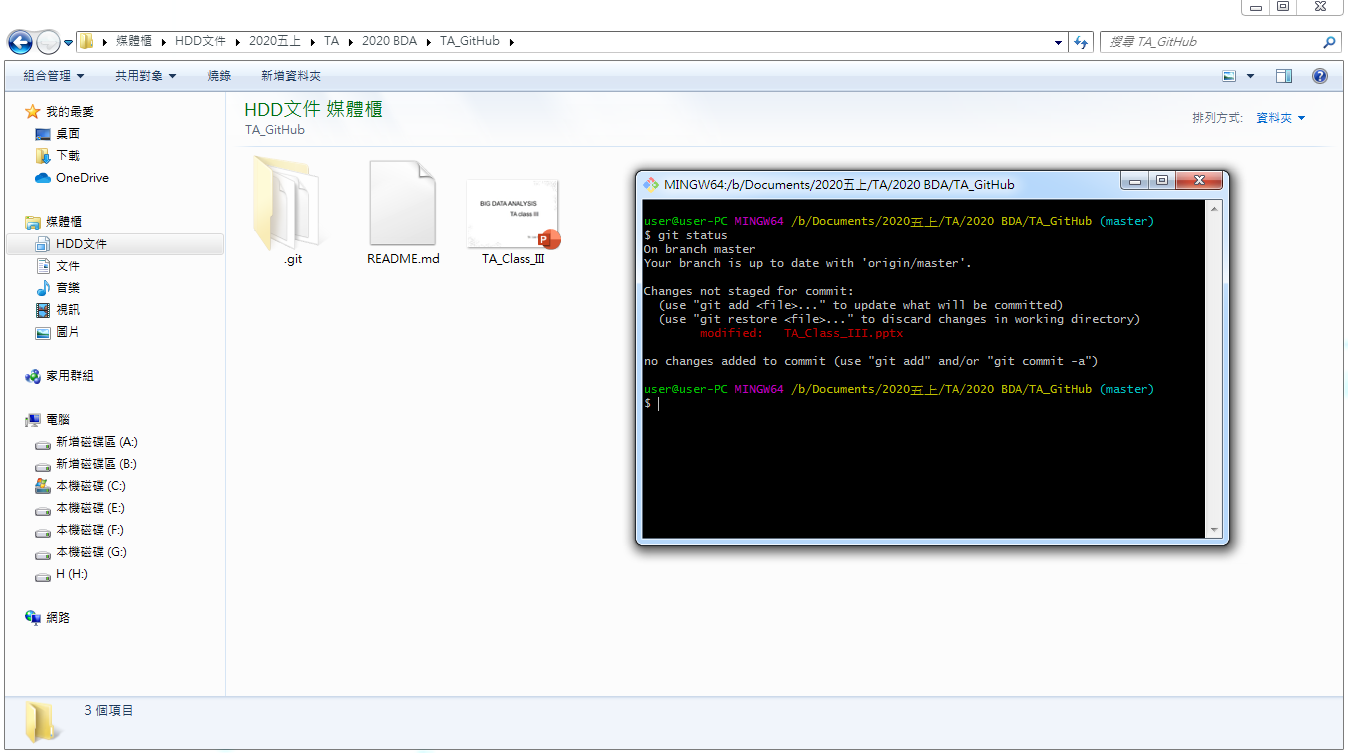 媒體櫃 HDD文件 2020五上 TA 2020 BDA TA_GitHub
搜尋 TA_GitHub
組合管理 共用對象 燒錄 新增資料夾
我的最愛
桌面
下載
OneDrive
媒體櫃
HDD文件
文件
音樂
視訊
圖片
家用群組
電腦
新增磁碟區 (A:)
新增磁碟區 (B:)
本機磁碟 (C:)
本機磁碟 (E:)
本機磁碟 (F:)
本機磁碟 (G:)
H (H:)
網路
HDD文件 媒體櫃
TA_GitHub
排列方式: 資料夾
.git
README.md
BIG DATA ANALYSIS
TA class III
P
TA_Class_III
MINGW64:/b/Documents/2020五上/TA/2020 BDA/TA_GitHub
user@user-PC MINGW64 /b/Documents/2020五上/TA/2020 BDA/TA_GitHub (master)
$ git status
On branch master
Your branch is up to date with 'origin/master'.
Changes not staged for commit:
(use "git add <file>..." to update what will be committed)
(use "git restore <file>..." to discard changes in working directory)
modified: TA_Class_III.pptx
no changes added to commit (use "git add" and/or "git commit -a")
user@user-PC MINGW64 /b/Documents/2020五上/TA/2020 BDA/TA_GitHub (master)
$
3 個項目